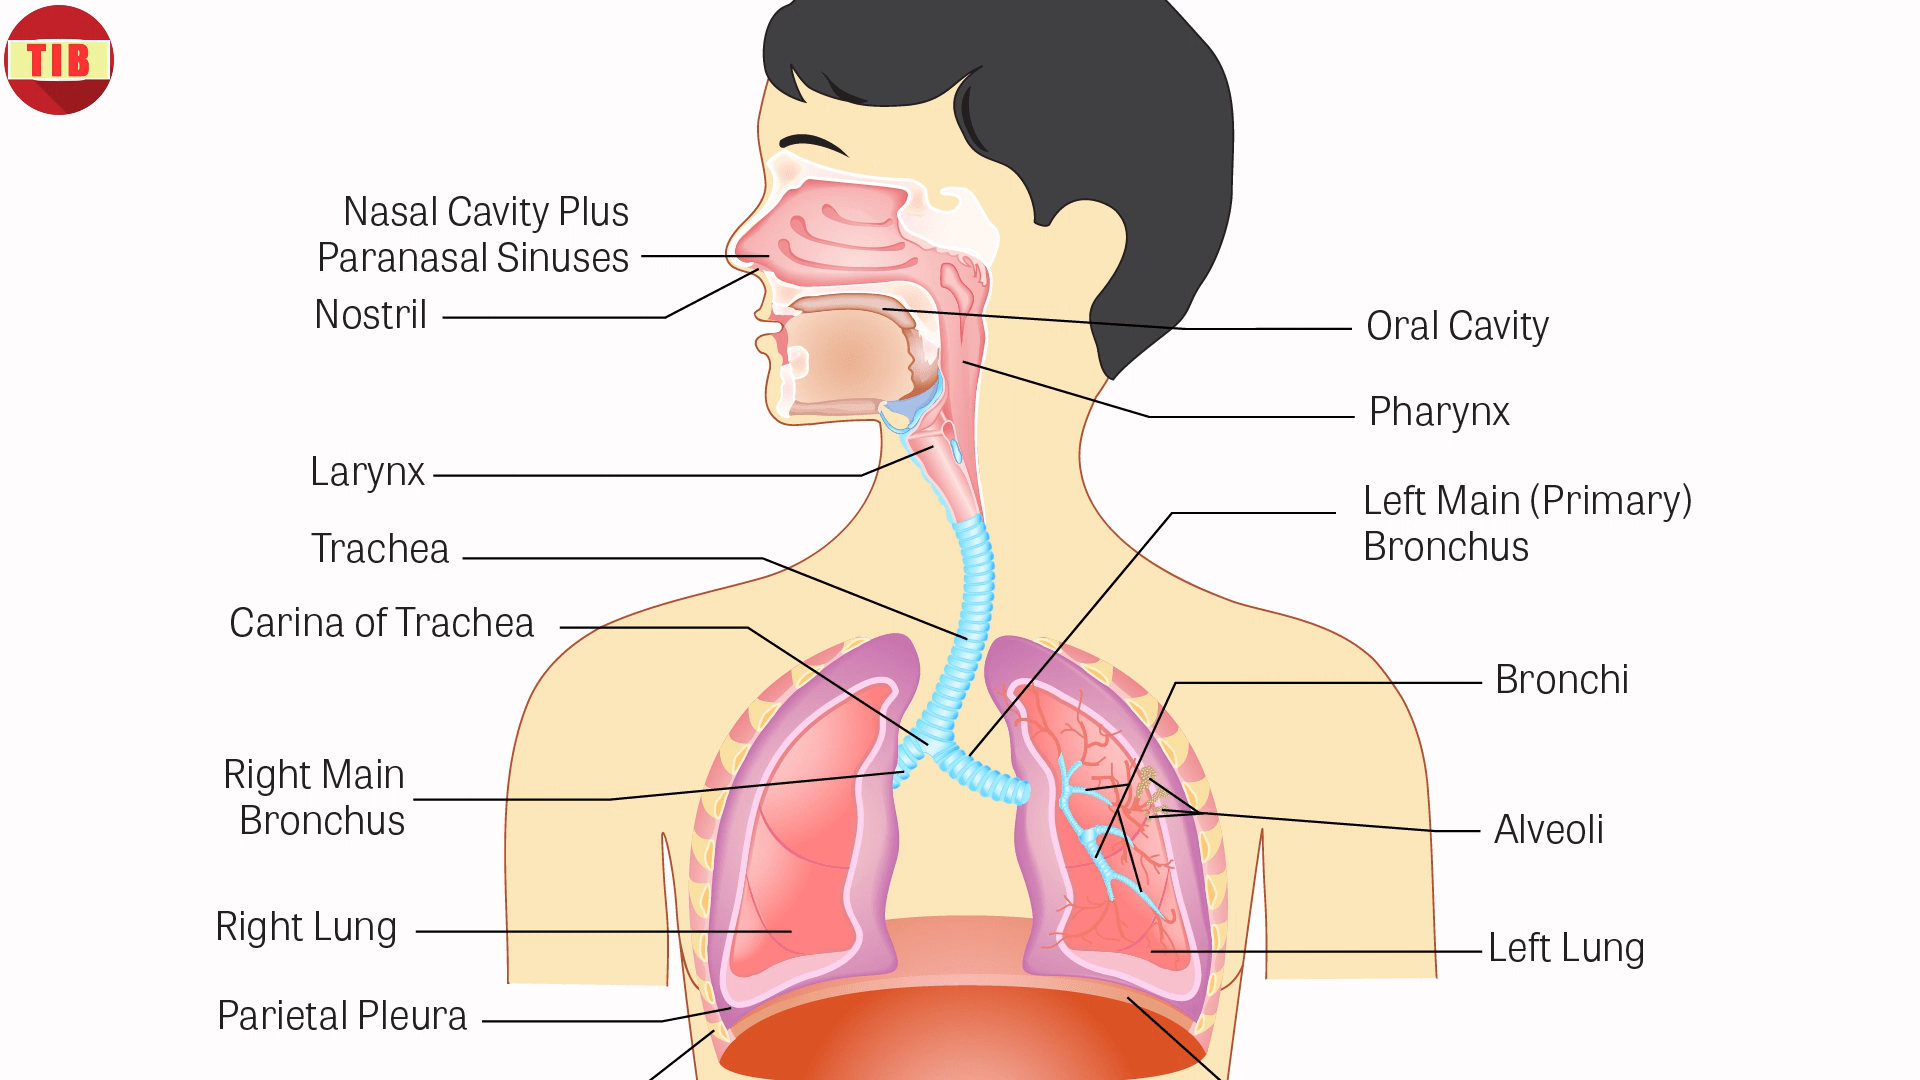 TIB
Nasal Cavity Plus
Paranasal Sinuses
Nostril
Larynx
Trachea
Carina of Trachea
Right Main
Bronchus
Right Lung
Parietal Pleura
Oral Cavity
Pharynx
Left Main (Primary)
Bronchus
Bronchi
Alveoli
Left Lung